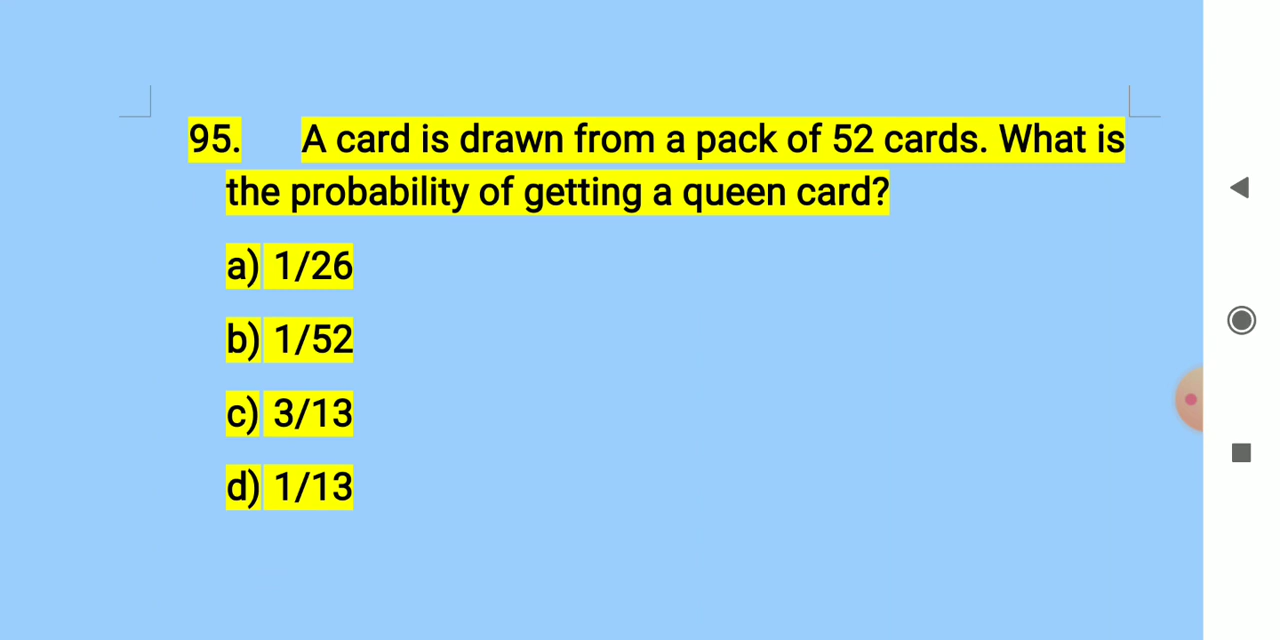 95. A card is drawn from a pack of 52 cards. What is
the probability of getting a queen card?
a) 1/26
b) 1/52
c) 3/13
d) 1/13